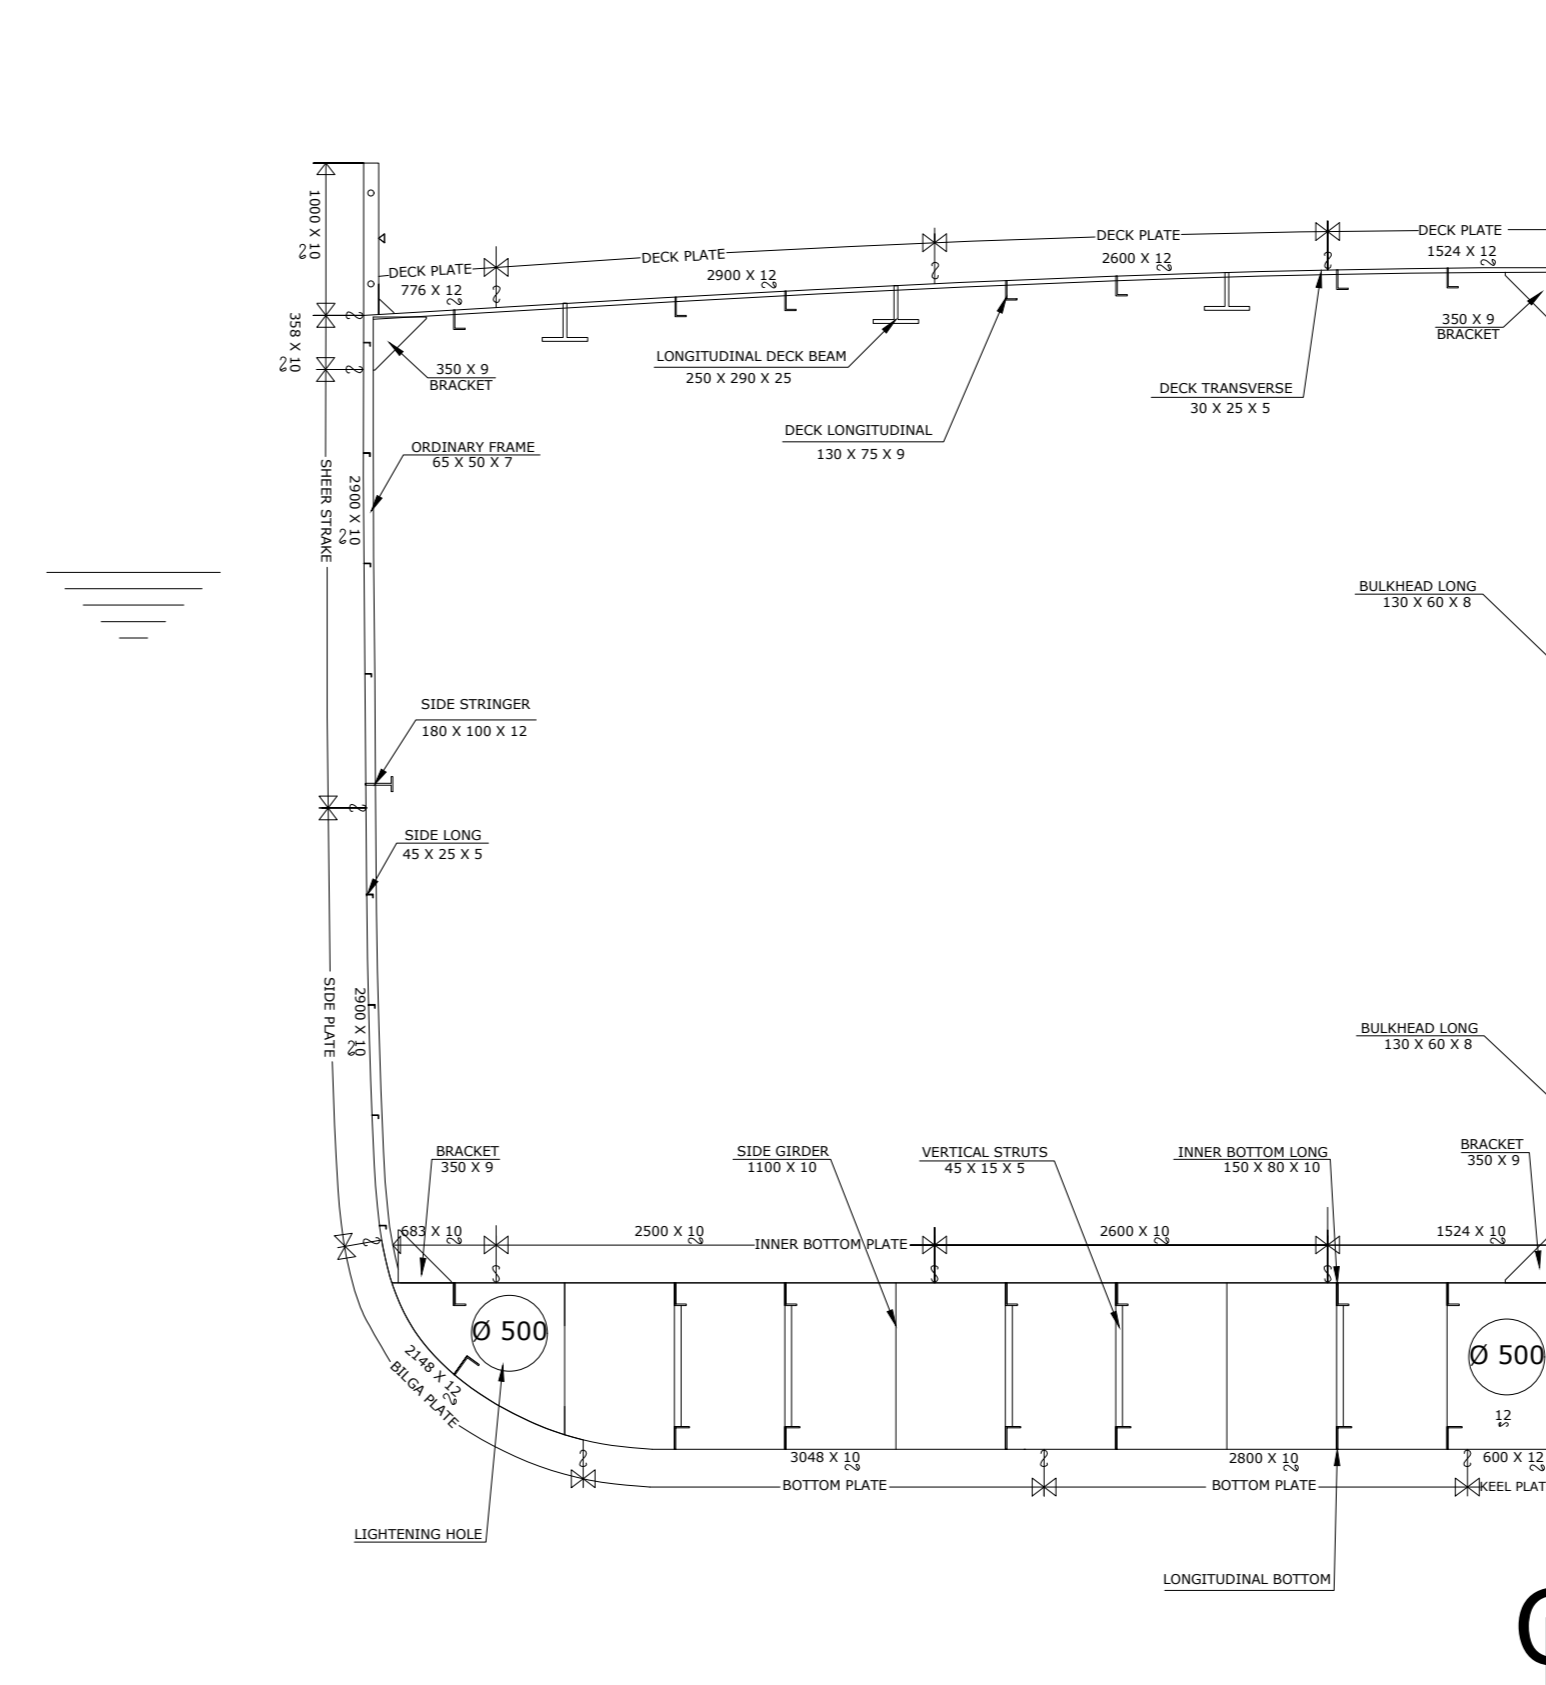 1000 X 10
358 X 10
DECK PLATE
776 X 12
DECK PLATE
2900 X 12
DECK PLATE
2600 X 12
DECK PLATE
1524 X 12
350 X 9
BRACKET
LONGITUDINAL DECK BEAM
250 X 290 X 25
DECK LONGITUDINAL
130 X 75 X 9
DECK TRANSVERSE
30 X 25 X 5
350 X 9
BRACKET
ORDINARY FRAME
65 X 50 X 7
SHEER STRAKE
2900 X 10
BULKHEAD LONG
130 X 60 X 8
SIDE STRINGER
180 X 100 X 12
SIDE LONG
45 X 25 X 5
SIDE PLATE
2900 X 10
BULKHEAD LONG
130 X 60 X 8
BRACKET
350 X 9
SIDE GIRDER
1100 X 10
VERTICAL STRUTS
45 X 15 X 5
INNER BOTTOM LONG
150 X 80 X 10
BRACKET
350 X 9
683 X 10
2500 X 10
INNER BOTTOM PLATE
2600 X 10
1524 X 10
Ø 500
Ø 500
12
2148 X 12
BILGA PLATE
3048 X 10
BOTTOM PLATE
2800 X 10
BOTTOM PLATE
600 X 12
KEEL PLAT
LIGHTENING HOLE
LONGITUDINAL BOTTOM